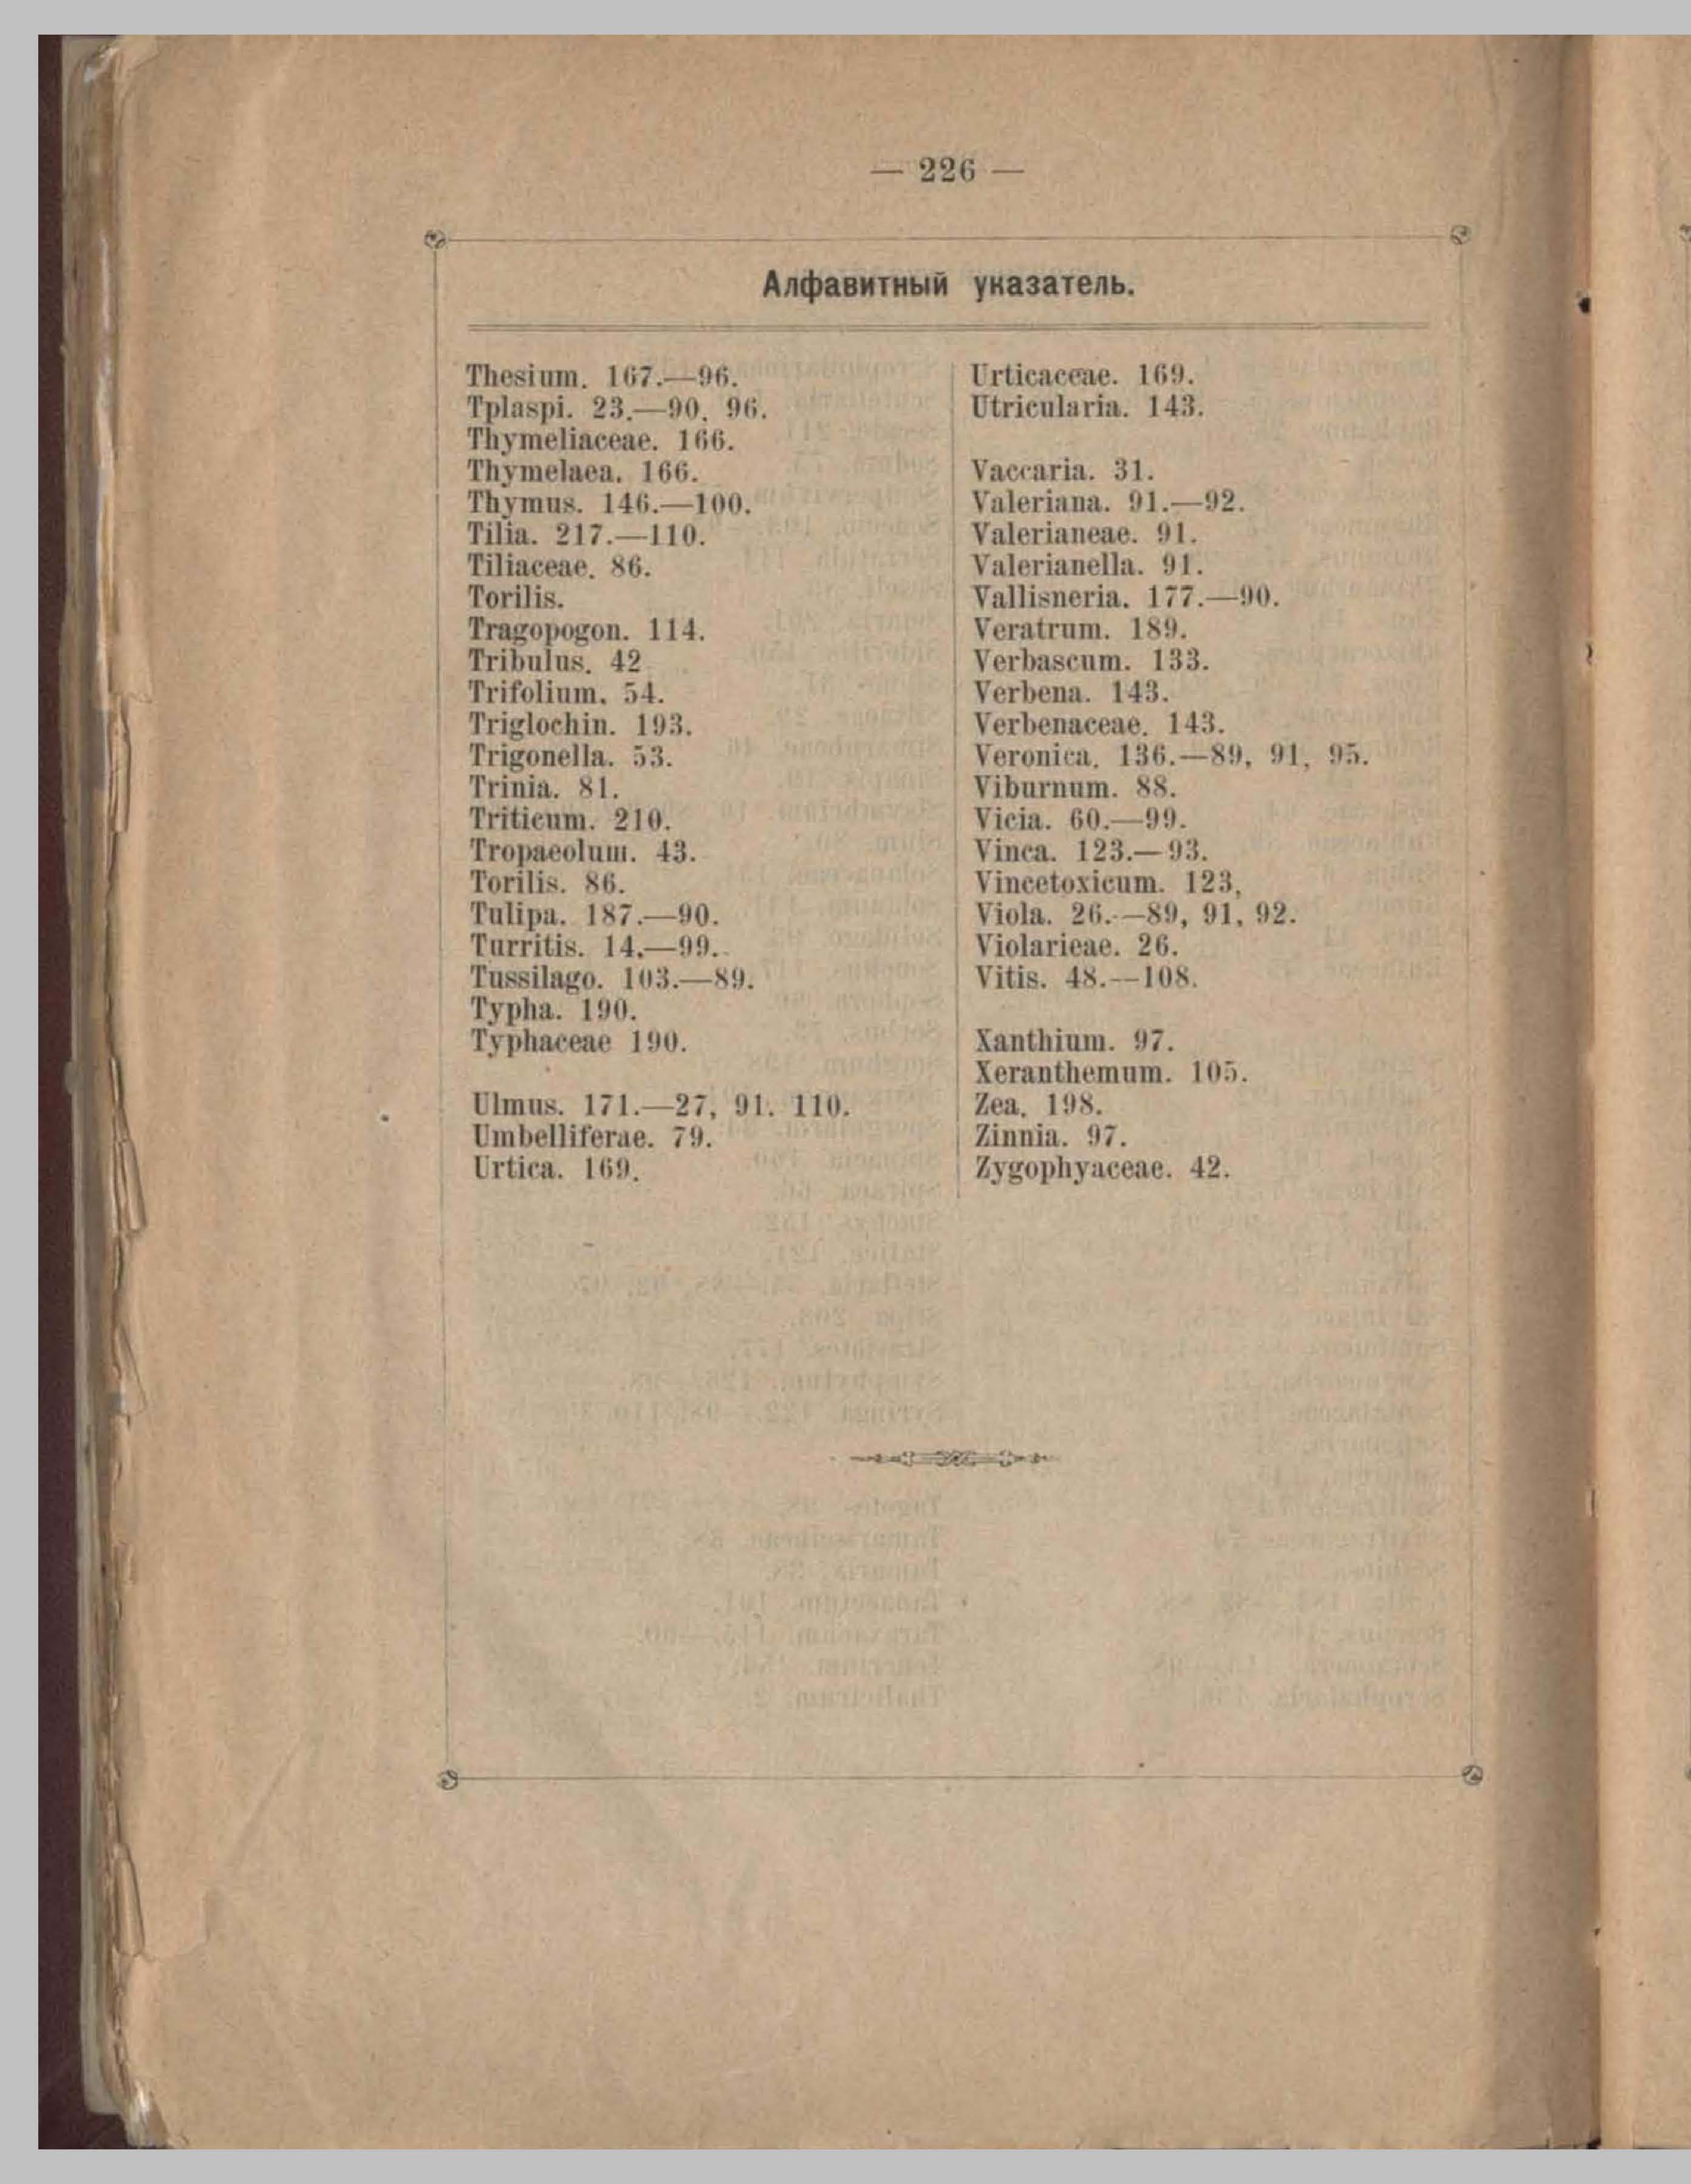 — 226 —
Алфавитный указатель.
Thesium. 167.—96.
Tplaspi. 23.—90. 96.
Thymeliaceae. 166.
Thymelaea. 166.
Thymus. 146.—100.
Tilia. 217.—110.
Tiliaceae. 86.
Torilis.
Tragopogon. 114.
Tribulus. 42
Trifolium. 54.
Triglochin. 193.
Trigonella. 53.
Trinia. 81.
Triticum. 210.
Tropaeolum. 43.
Torilis. 86.
Tulipa. 187.—90.
Turritis. 14.—99.
Tussilago. 103.—89.
Typha. 190.
Typhaceae 190.
Ulmus. 171.—27, 91. 110.
Umbelliferae. 79.
Urtica. 169.
Urticaceae. 169.
Utricularia. 143.
Vaccaria. 31.
Valeriana. 91.—92.
Valerianeae. 91.
Valerianella. 91.
Vallisneria. 177.—90.
Veratrum. 189.
Verbascum. 133.
Verbena. 143.
Verbenaceae. 143.
Veronica. 136.—89, 91, 95.
Viburnum. 88.
Vicia. 60.—99.
Vinca. 123.—93.
Vincetoxicum. 123,
Viola. 26.—89, 91, 92.
Violarieae. 26.
Vitis. 48.—108.
Xanthium. 97.
Xeranthemum. 105.
Zea. 198.
Zinnia. 97.
Zygophyaceae. 42.